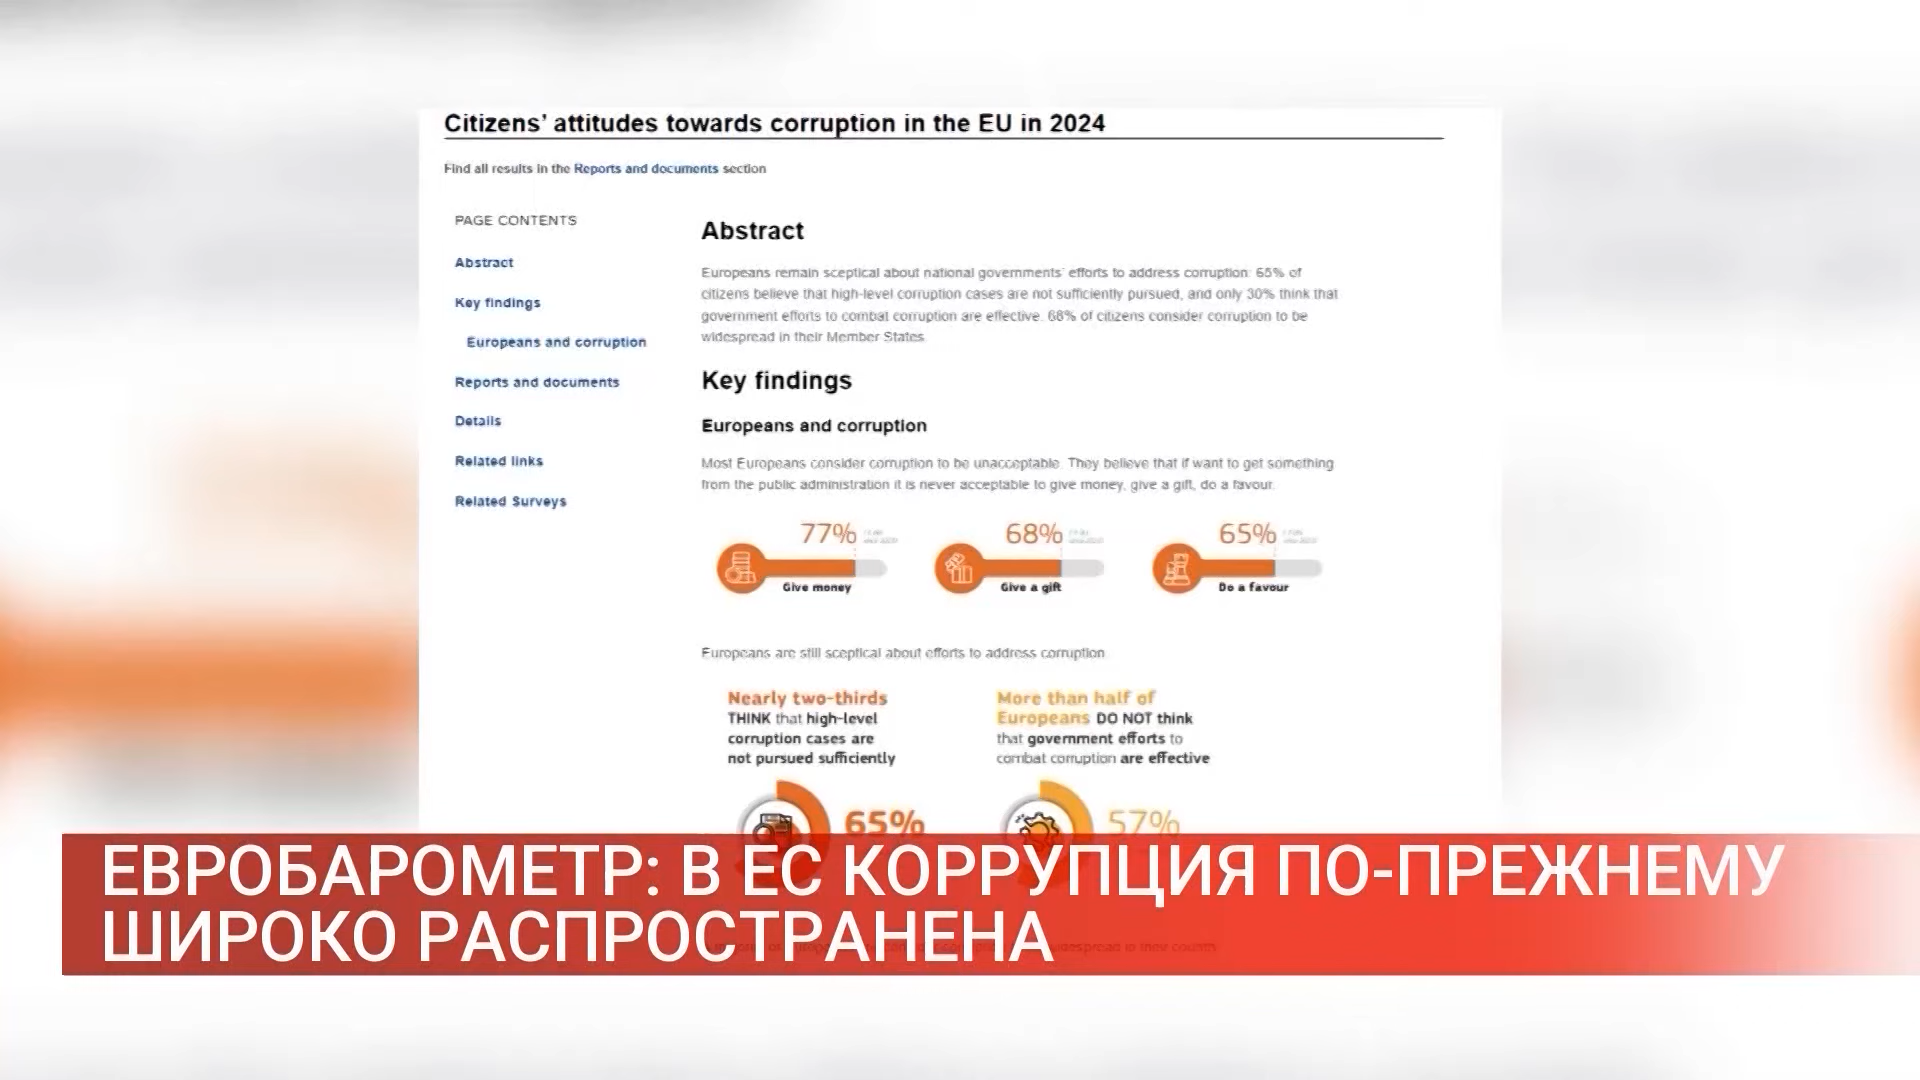 Citizens' attitudes towards corruption in the EU in 2024
Find all results in the Reports and documents section
PAGE CONTENTS
Abstract
Key findings
Europeans and corruption
Reports and documents
Details
Related links
Related Surveys
Abstract
Europeans remain sceptical about national governments' efforts to address corruption: 65% of
citizens believe that high-level corruption cases are not sufficiently pursued, and only 30% think that
government efforts to combat corruption are effective. 68% of citizens consider corruption to be
widespread in their Member States.
Key findings
Europeans and corruption
Most Europeans consider corruption to be unacceptable. They believe that if want to get something
from the public administration it is never acceptable to give money, give a gift, do a favour.
77%
Give money
68%
Give a gift
65%
Do a favour
Europeans are still sceptical about efforts to address corruption.
Nearly two-thirds
THINK that high-level
corruption cases are
not pursued sufficiently
65%
More than half of
Europeans DO NOT think
that government efforts to
combat corruption are effective
57%
ЕВРОБАРОМЕТР: В ЕС КОРРУПЦИЯ ПО-ПРЕЖНЕМУ
ШИРОКО РАСПРОСТРАНЕНА